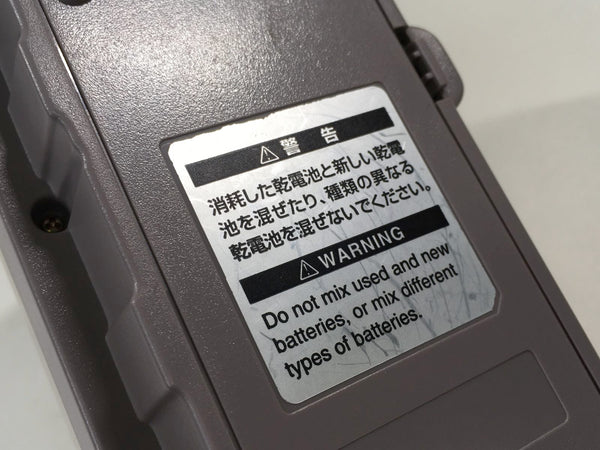 ⚠警告
消耗した乾電池と新しい乾電
池を混ぜたり、種類の異なる
乾電池を混ぜないでください。
⚠WARNING
Do not mix used and new
batteries, or mix different
types of batteries.